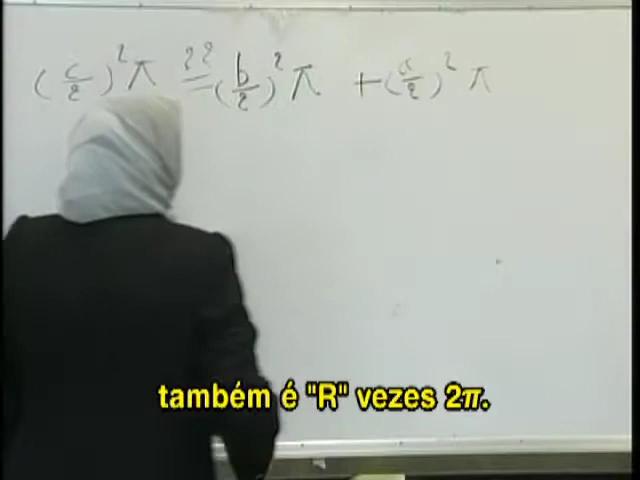 (c/2)²π ⁇= (b/2)²π + (a/2)²π
também é "R" vezes 2π.